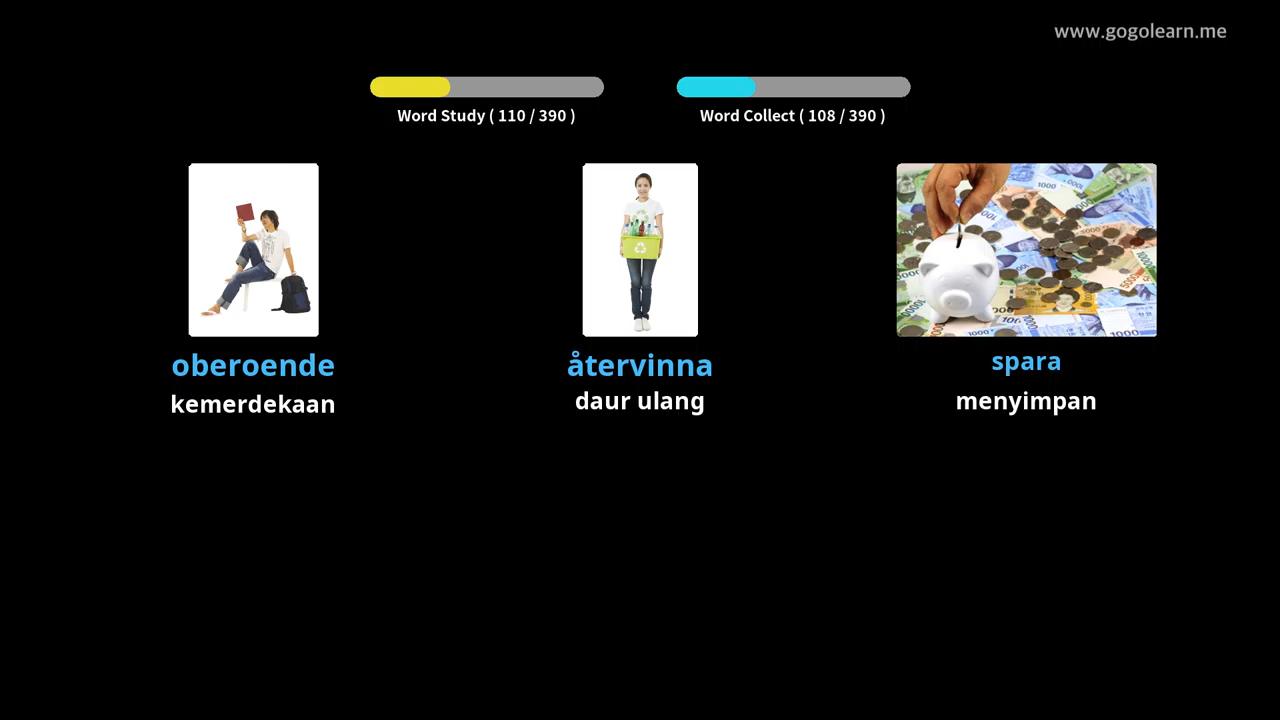 www.gogolearn.me
Word Study ( 110 / 390 )
Word Collect ( 108 / 390 )
oberoende
kemerdekaan
återvinna
daur ulang
spara
menyimpan